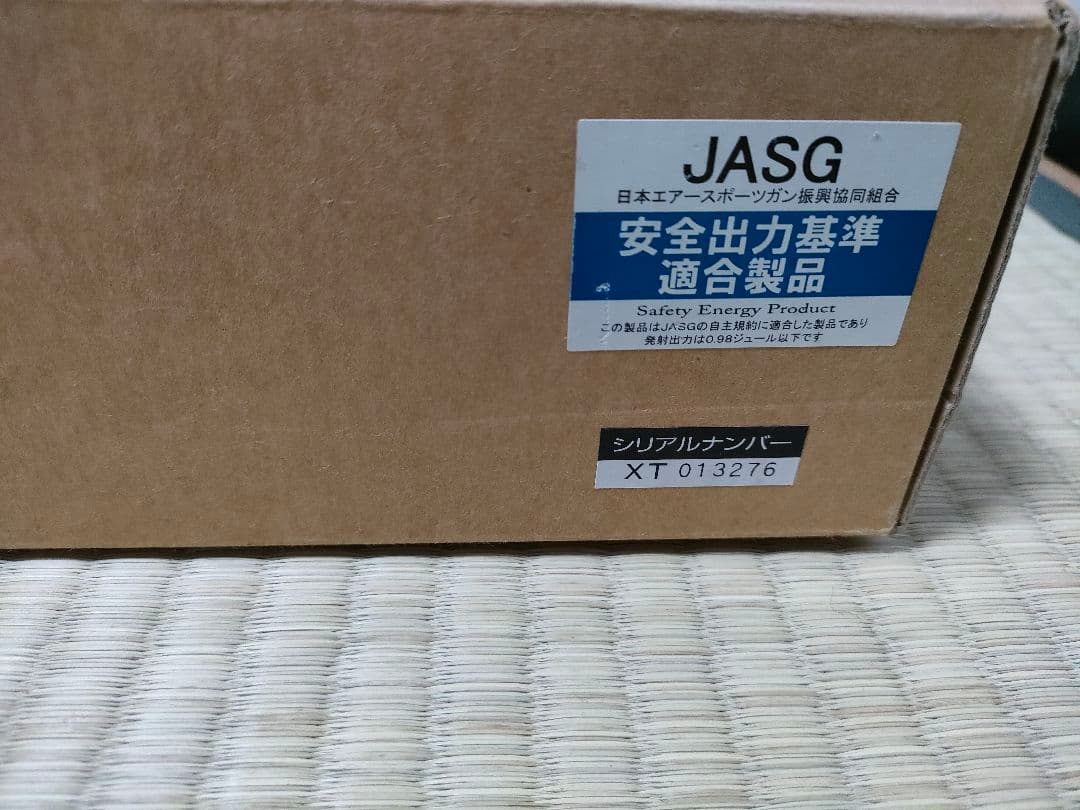 JASG
日本エアースポーツガン振興協同組合
安全出力基準
適合製品
Safety Energy Product
この製品はJASGの自主規約に適合した製品であり
発射出力は0.98ジュール以下です
シリアルナンバー
XT 013276